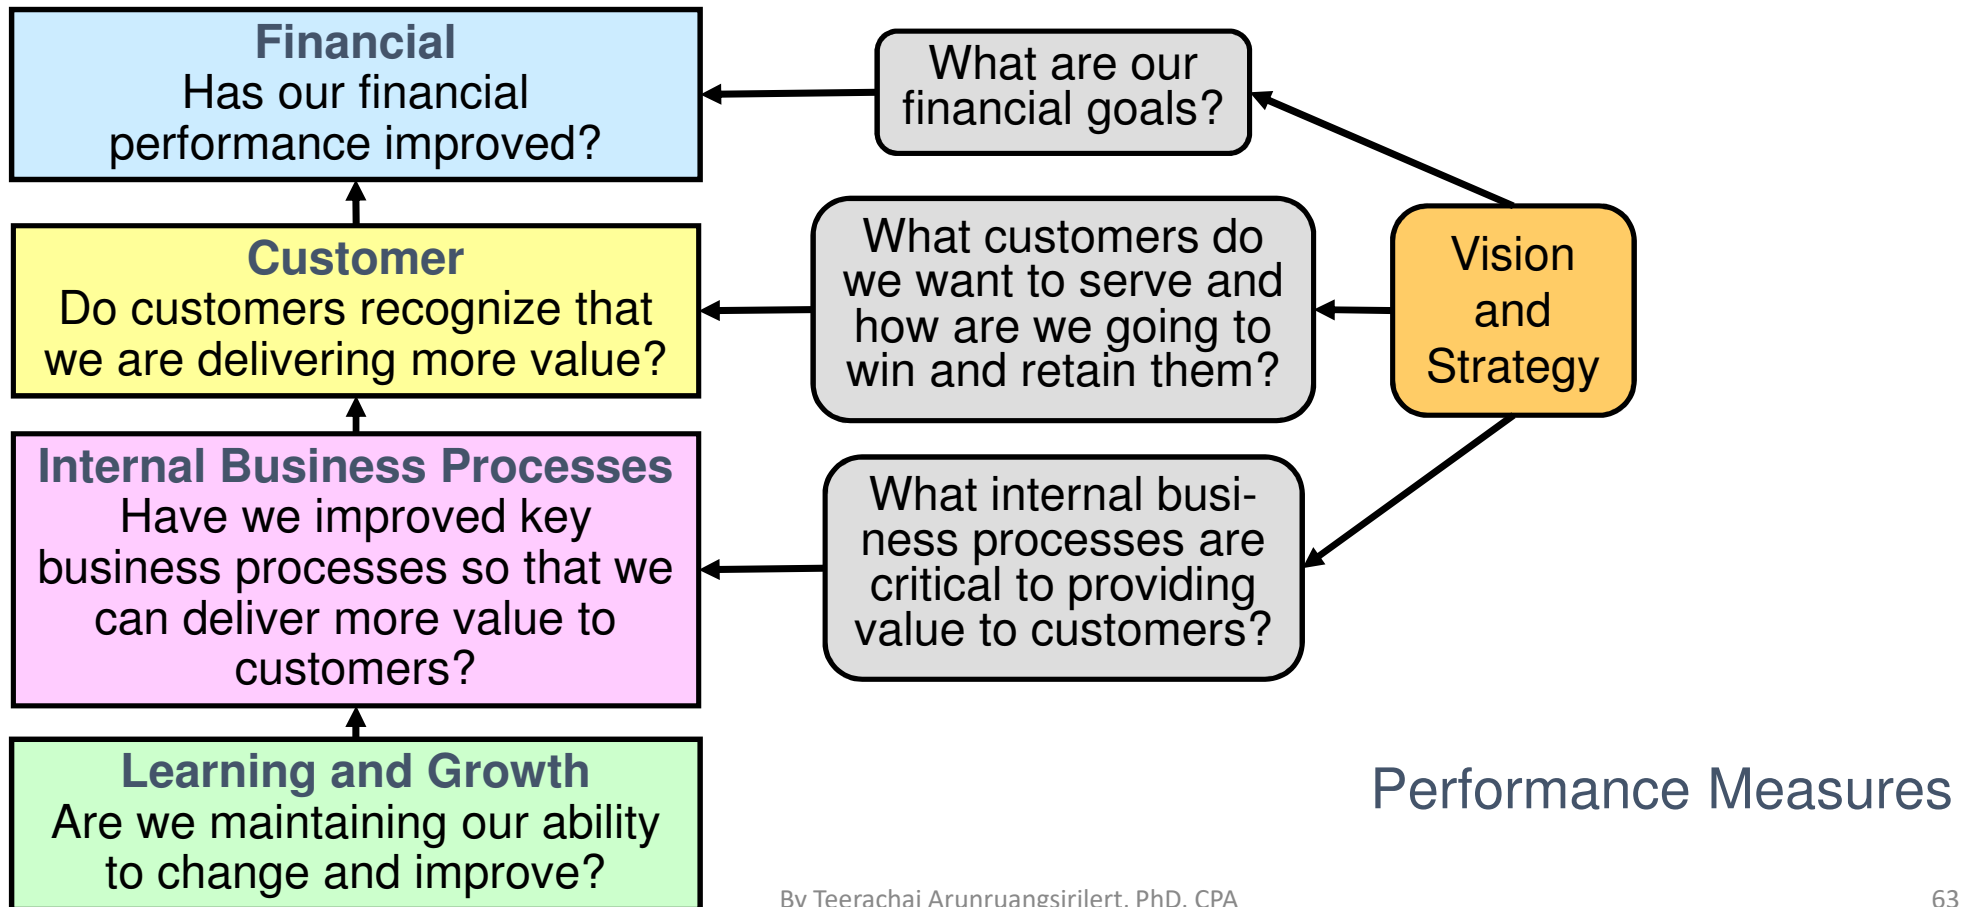 Financial
Has our financial
performance improved?
What are our
financial goals?
Customer
Do customers recognize that
we are delivering more value?
What customers do
we want to serve and
how are we going to
win and retain them?
Vision
and
Strategy
Internal Business Processes
Have we improved key
business processes so that we
can deliver more value to
customers?
What internal busi-
ness processes are
critical to providing
value to customers?
Learning and Growth
Are we maintaining our ability
to change and improve?
Performance Measures
By Teerachai Arunruangsirilert, PhD, CPA
63